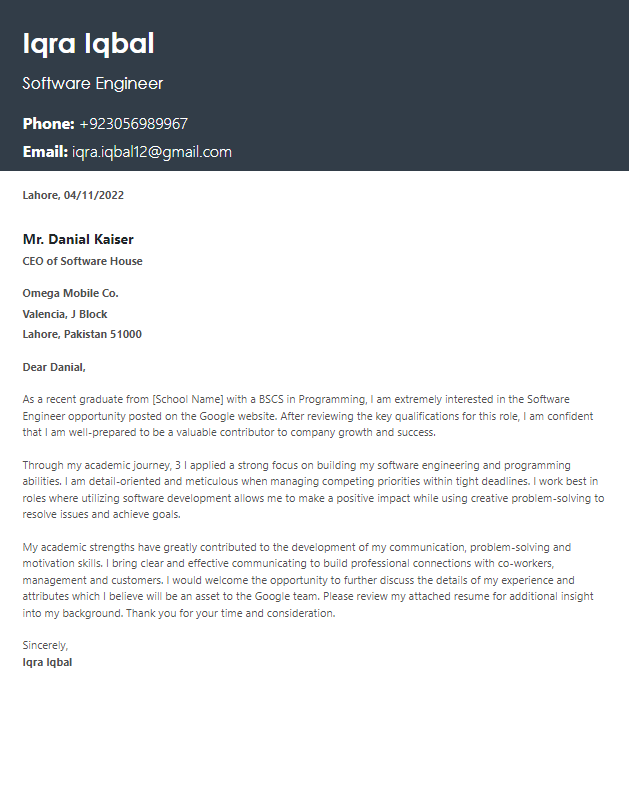 Iqra Iqbal
Software Engineer
Phone: +923056989967
Email: iqra.iqbal12@gmail.com
Lahore, 04/11/2022
Mr. Danial Kaiser
CEO of Software House
Omega Mobile Co.
Valencia, J Block
Lahore, Pakistan 51000
Dear Danial,
As a recent graduate from [School Name] with a BSCS in Programming, I am extremely interested in the Software
Engineer opportunity posted on the Google website. After reviewing the key qualifications for this role, I am confident
that I am well-prepared to be a valuable contributor to company growth and success.
Through my academic journey, 3 I applied a strong focus on building my software engineering and programming
abilities. I am detail-oriented and meticulous when managing competing priorities within tight deadlines. I work best in
roles where utilizing software development allows me to make a positive impact while using creative problem-solving to
resolve issues and achieve goals.
My academic strengths have greatly contributed to the development of my communication, problem-solving and
motivation skills. I bring clear and effective communicating to build professional connections with co-workers,
management and customers. I would welcome the opportunity to further discuss the details of my experience and
attributes which I believe will be an asset to the Google team. Please review my attached resume for additional insight
into my background. Thank you for your time and consideration.
Sincerely,
Iqra Iqbal